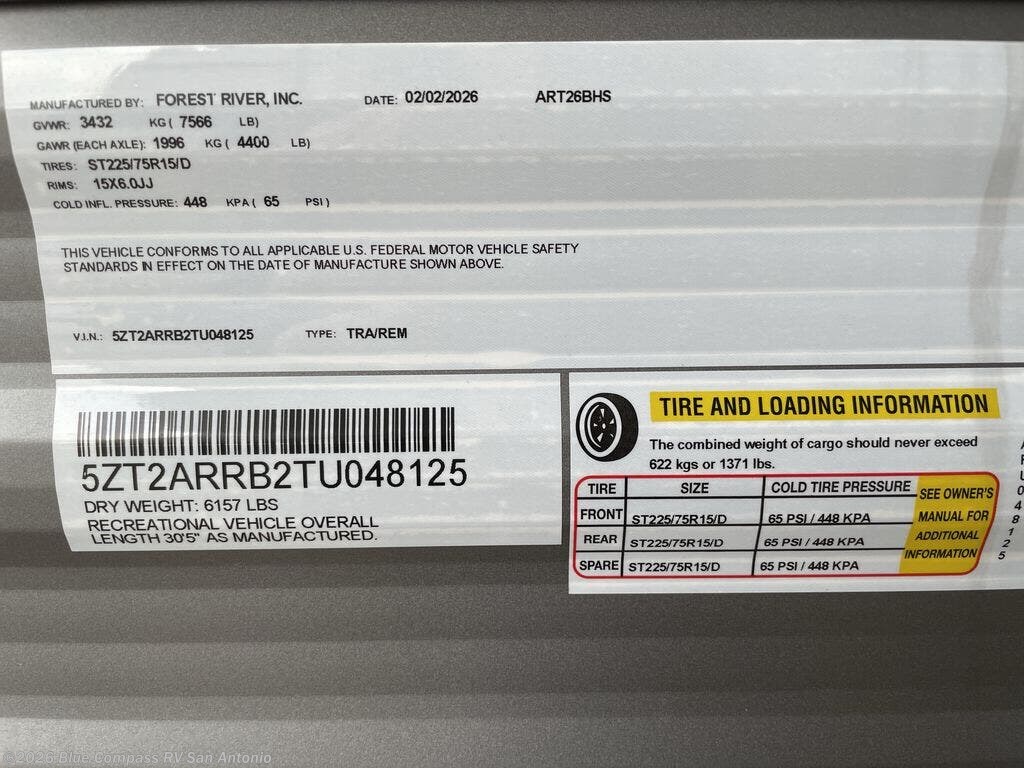 MANUFACTURED BY: FOREST RIVER, INC. DATE: 02/02/2026 ART26BHS
GVWR: 3432 KG ( 7566 LB)
GAWR (EACH AXLE): 1996 KG ( 4400 LB)
TIRES: ST225/75R15/D
RIMS: 15X6.0JJ
COLD INFL. PRESSURE: 448 KPA ( 65 PSI )
THIS VEHICLE CONFORMS TO ALL APPLICABLE U.S. FEDERAL MOTOR VEHICLE SAFETY
STANDARDS IN EFFECT ON THE DATE OF MANUFACTURE SHOWN ABOVE.
V.I.N.: 5ZT2ARRB2TU048125 TYPE: TRA/REM
5ZT2ARRB2TU048125
DRY WEIGHT: 6157 LBS
RECREATIONAL VEHICLE OVERALL
LENGTH 30'5" AS MANUFACTURED.
TIRE AND LOADING INFORMATION
The combined weight of cargo should never exceed
622 kgs or 1371 lbs.
TIRE SIZE COLD TIRE PRESSURE
FRONT ST225/75R15/D 65 PSI / 448 KPA
REAR ST225/75R15/D 65 PSI / 448 KPA
SPARE ST225/75R15/D 65 PSI / 448 KPA
SEE OWNER'S
MANUAL FOR
ADDITIONAL
INFORMATION
©2026 Blue Compass RV San Antonio